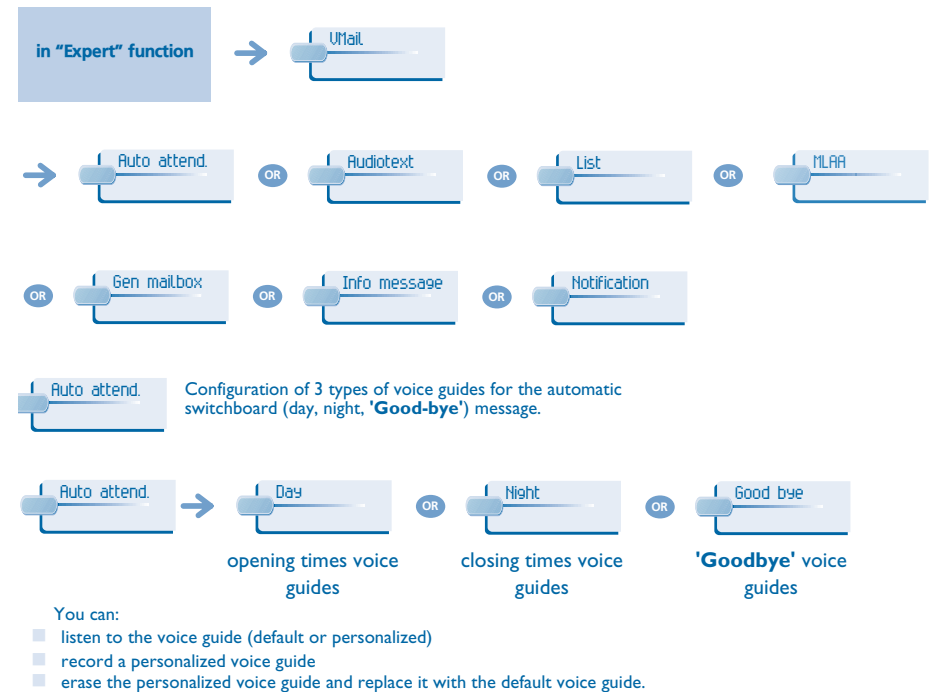 in “Expert” function
VMail
Auto attend.
OR
Audiotext
OR
List
OR
MLAA
OR
Gen mailbox
OR
Info message
OR
Notification
Auto attend.
Configuration of 3 types of voice guides for the automatic
switchboard (day, night, 'Good-bye') message.
Auto attend.
Day
OR
Night
OR
Good bye
opening times voice
guides
closing times voice
guides
'Goodbye' voice
guides
You can:
listen to the voice guide (default or personalized)
record a personalized voice guide
erase the personalized voice guide and replace it with the default voice guide.